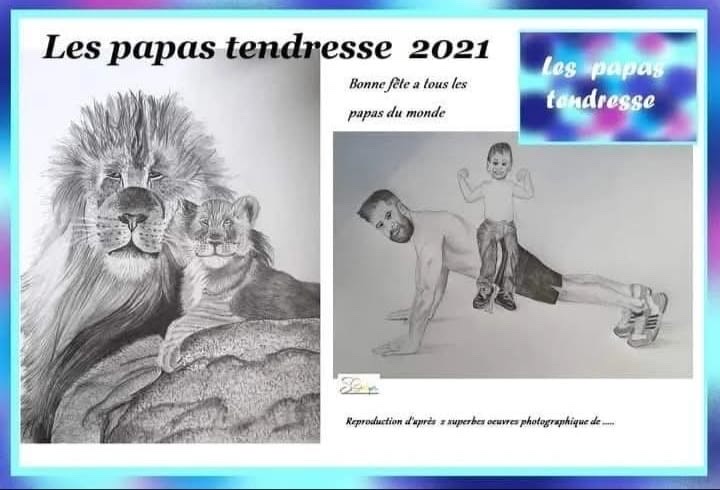 Les papas tendresse 2021
Les papas
tendresse
Bonne fête a tous les
papas du monde
Reproduction d'après 2 superbes oeuvres photographique de .....